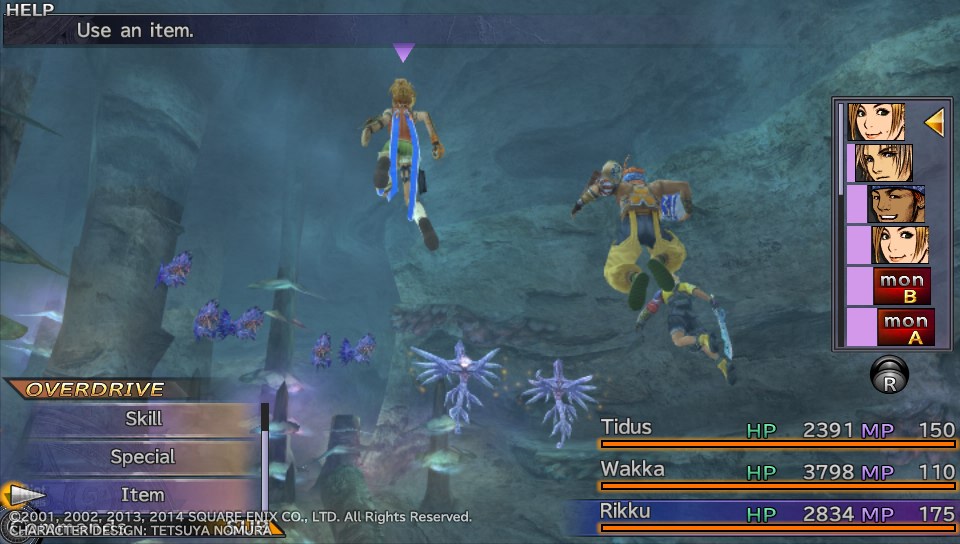 HELP
Use an item.
mon
B
mon
A
R
OVERDRIVE
Skill
Special
Item
Tidus HP 2391 MP 150
Wakka HP 3798 MP 110
Rikku HP 2834 MP 175
©2001, 2002, 2013, 2014 SQUARE ENIX CO., LTD. All Rights Reserved.
CHARACTER DESIGN: TETSUYA NOMURA